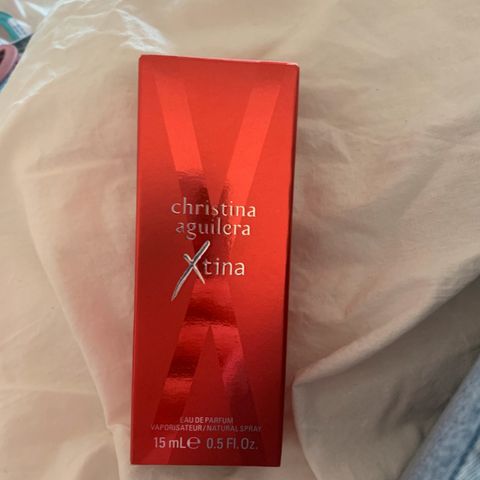 christina
aguilera
Xtina
EAU DE PARFUM
VAPORISATEUR/NATURAL SPRAY
15 mL℮ 0.5 Fl.Oz.